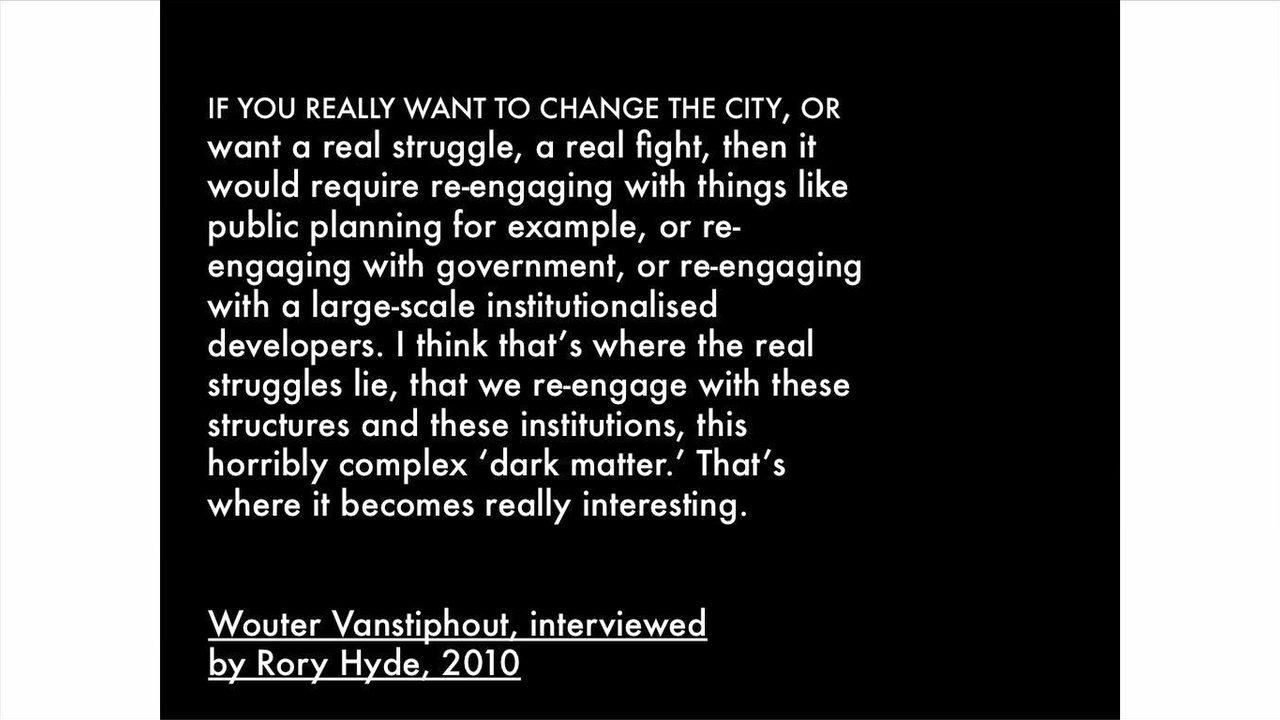 IF YOU REALLY WANT TO CHANGE THE CITY, OR
want a real struggle, a real fight, then it
would require re-engaging with things like
public planning for example, or re-
engaging with government, or re-engaging
with a large-scale institutionalised
developers. I think that’s where the real
struggles lie, that we re-engage with these
structures and these institutions, this
horribly complex ‘dark matter.’ That’s
where it becomes really interesting.
Wouter Vanstiphout, interviewed
by Rory Hyde, 2010